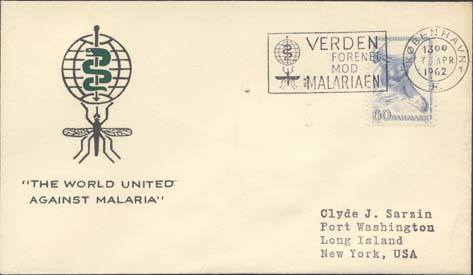 VERDEN
FORENET
MOD
MALARIAEN
KØBENHAVN
1300
7 APR
1962
K.
60 DANMARK
"THE WORLD UNITED
AGAINST MALARIA"
Clyde J. Sarzin
Port Washington
Long Island
New York, USA